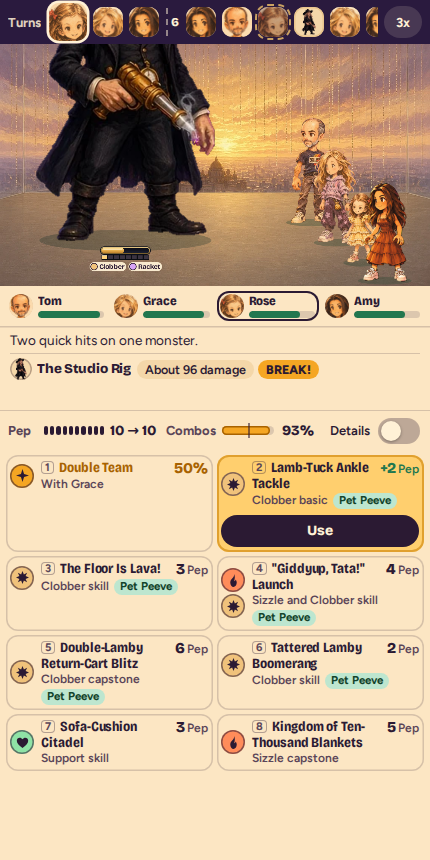 Turns 6 3x
Clobber Racket
Tom Grace Rose Amy
Two quick hits on one monster.
The Studio Rig About 96 damage BREAK!
Pep 10 → 10 Combos 93% Details
1 Double Team 50%
With Grace
2 Lamb-Tuck Ankle Tackle +2 Pep
Clobber basic Pet Peeve
Use
3 The Floor Is Lava! 3 Pep
Clobber skill Pet Peeve
4 "Giddyup, Tata!" Launch 4 Pep
Sizzle and Clobber skill
Pet Peeve
5 Double-Lamby Return-Cart Blitz 6 Pep
Clobber capstone
Pet Peeve
6 Tattered Lamby Boomerang 2 Pep
Clobber skill Pet Peeve
7 Sofa-Cushion Citadel 3 Pep
Support skill
8 Kingdom of Ten-Thousand Blankets 5 Pep
Sizzle capstone